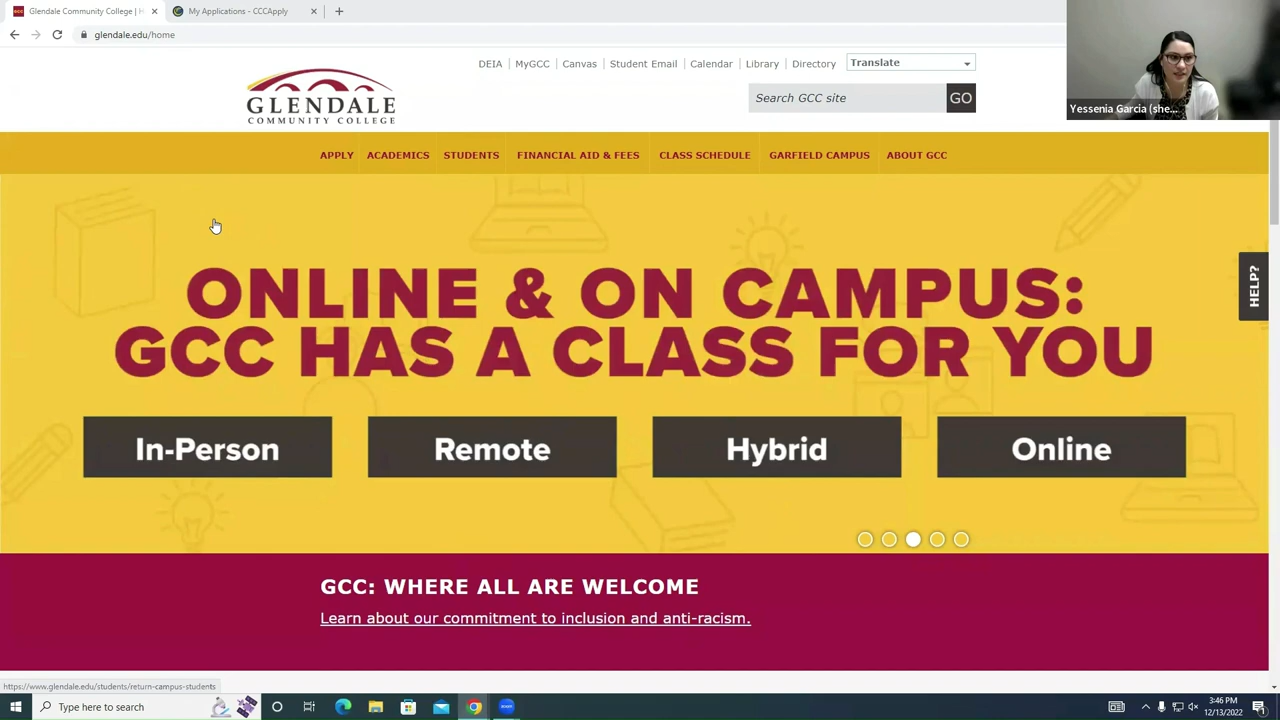 Glendale Community College | H
My Applications - CCCApply
glendale.edu/home
Yessenia Garcia (she...
DEIA | MyGCC | Canvas | Student Email | Calendar | Library | Directory
Translate
GLENDALE
COMMUNITY COLLEGE
Search GCC site
GO
APPLY ACADEMICS STUDENTS FINANCIAL AID & FEES CLASS SCHEDULE GARFIELD CAMPUS ABOUT GCC
HELP?
ONLINE & ON CAMPUS:
GCC HAS A CLASS FOR YOU
In-Person Remote Hybrid Online
GCC: WHERE ALL ARE WELCOME
Learn about our commitment to inclusion and anti-racism.
https://www.glendale.edu/students/return-campus-students
Type here to search
zoom
3:46 PM
12/13/2022
1